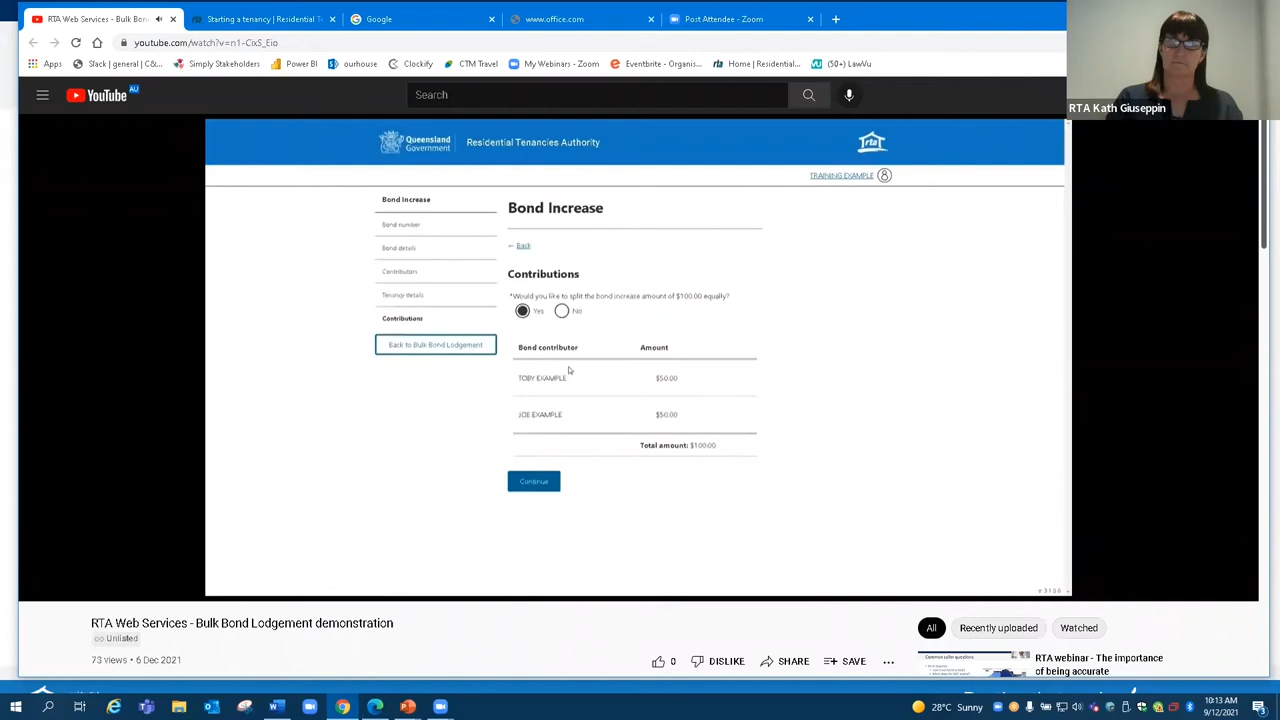 RTA Web Services - Bulk Bon
Starting a tenancy | Residential T
Google
www.office.com
Post Attendee - Zoom
youtube.com/watch?v=n1-CixS_Eio
Apps
Slack | general | C&...
Simply Stakeholders
Power BI
ourhouse
Clockify
CTM Travel
My Webinars - Zoom
Eventbrite - Organis...
Home | Residential...
(50+) LawVu
RTA Kath Giuseppin
YouTube AU
Search
Queensland
Government
Residential Tenancies Authority
rta
TRAINING EXAMPLE
Bond Increase
Bond number
Bond details
Contributors
Tenancy details
Contributions
Back to Bulk Bond Lodgement
Bond Increase
← Back
Contributions
*Would you like to split the bond increase amount of $100.00 equally?
Yes No
Bond contributor Amount
TOBY EXAMPLE $50.00
JOE EXAMPLE $50.00
Total amount: $100.00
Continue
RTA Web Services - Bulk Bond Lodgement demonstration
Unlisted
73 views • 6 Dec 2021
0 DISLIKE SHARE SAVE ...
All Recently uploaded Watched
Common caller questions
RTA webinar - The importance
of being accurate
28°C Sunny
10:13 AM
9/12/2021